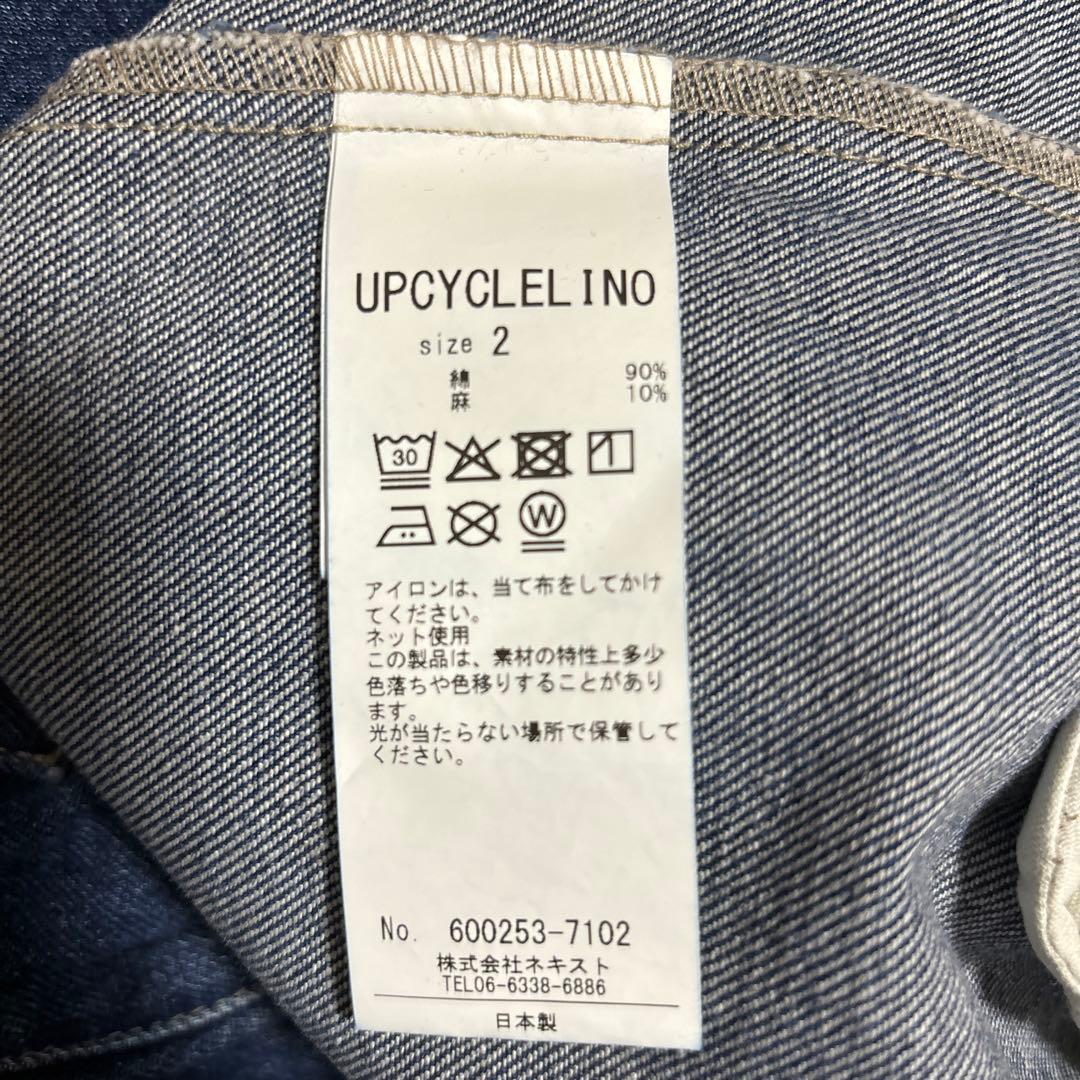 UPCYCLELINO
size 2
綿 90%
麻 10%
30
W
アイロンは、当て布をしてかけ
てください。
ネット使用
この製品は、素材の特性上多少
色落ちや色移りすることがあり
ます。
光が当たらない場所で保管して
ください。
No. 600253-7102
株式会社ネキスト
TEL06-6338-6886
日本製